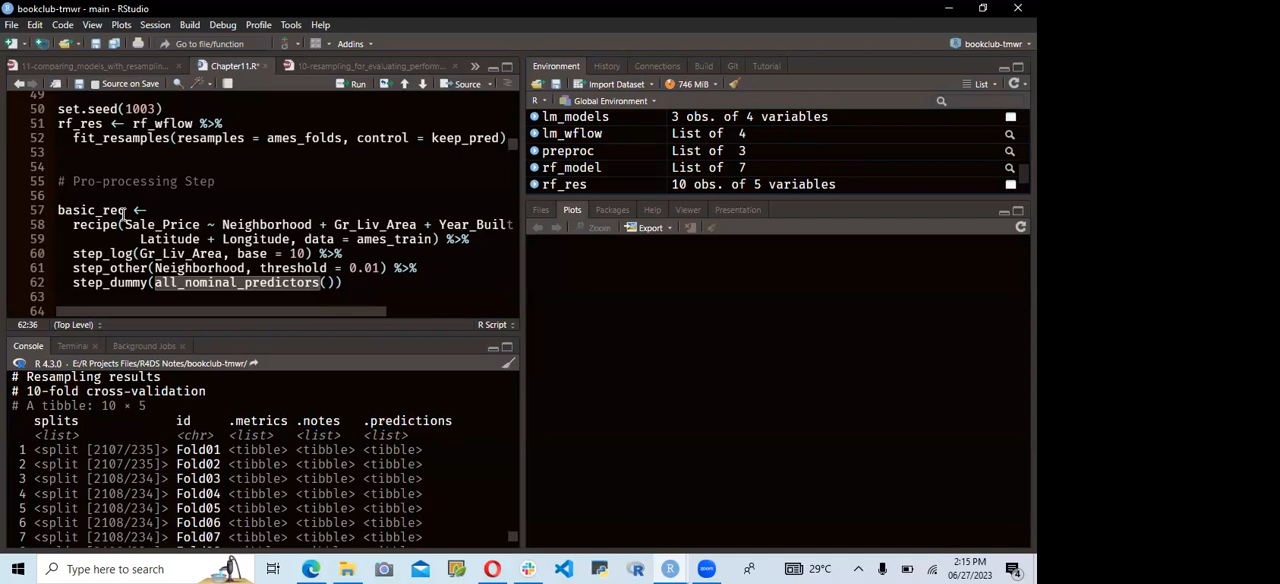 bookclub-tmwr - main - RStudio
File Edit Code View Plots Session Build Debug Profile Tools Help
Go to file/function Addins bookclub-tmwr
11-comparing_models_with_resamplin... Chapter11.R* 10-resampling_for_evaluating_perform...
Source on Save Run Source
49
50 set.seed(1003)
51 rf_res ← rf_wflow %>%
52 fit_resamples(resamples = ames_folds, control = keep_pred)
53
54
55 # Pro-processing Step
56
57 basic_rec ←
58 recipe(Sale_Price ~ Neighborhood + Gr_Liv_Area + Year_Built
59 Latitude + Longitude, data = ames_train) %>%
60 step_log(Gr_Liv_Area, base = 10) %>%
61 step_other(Neighborhood, threshold = 0.01) %>%
62 step_dummy(all_nominal_predictors())
63
64
62:36 (Top Level) R Script
Console Terminal Background Jobs
R 4.3.0 · E:/R Projects Files/R4DS Notes/bookclub-tmwr/
# Resampling results
# 10-fold cross-validation
# A tibble: 10 × 5
splits id .metrics .notes .predictions
<list> <chr> <list> <list> <list>
1 <split [2107/235]> Fold01 <tibble> <tibble> <tibble>
2 <split [2107/235]> Fold02 <tibble> <tibble> <tibble>
3 <split [2108/234]> Fold03 <tibble> <tibble> <tibble>
4 <split [2108/234]> Fold04 <tibble> <tibble> <tibble>
5 <split [2108/234]> Fold05 <tibble> <tibble> <tibble>
6 <split [2108/234]> Fold06 <tibble> <tibble> <tibble>
7 <split [2108/234]> Fold07 <tibble> <tibble> <tibble>
Environment History Connections Build Git Tutorial
Import Dataset 746 MiB List
R Global Environment
lm_models 3 obs. of 4 variables
lm_wflow List of 4
preproc List of 3
rf_model List of 7
rf_res 10 obs. of 5 variables
Files Plots Packages Help Viewer Presentation
Zoom Export
Type here to search
zoom
29°C
2:15 PM
06/27/2023
4